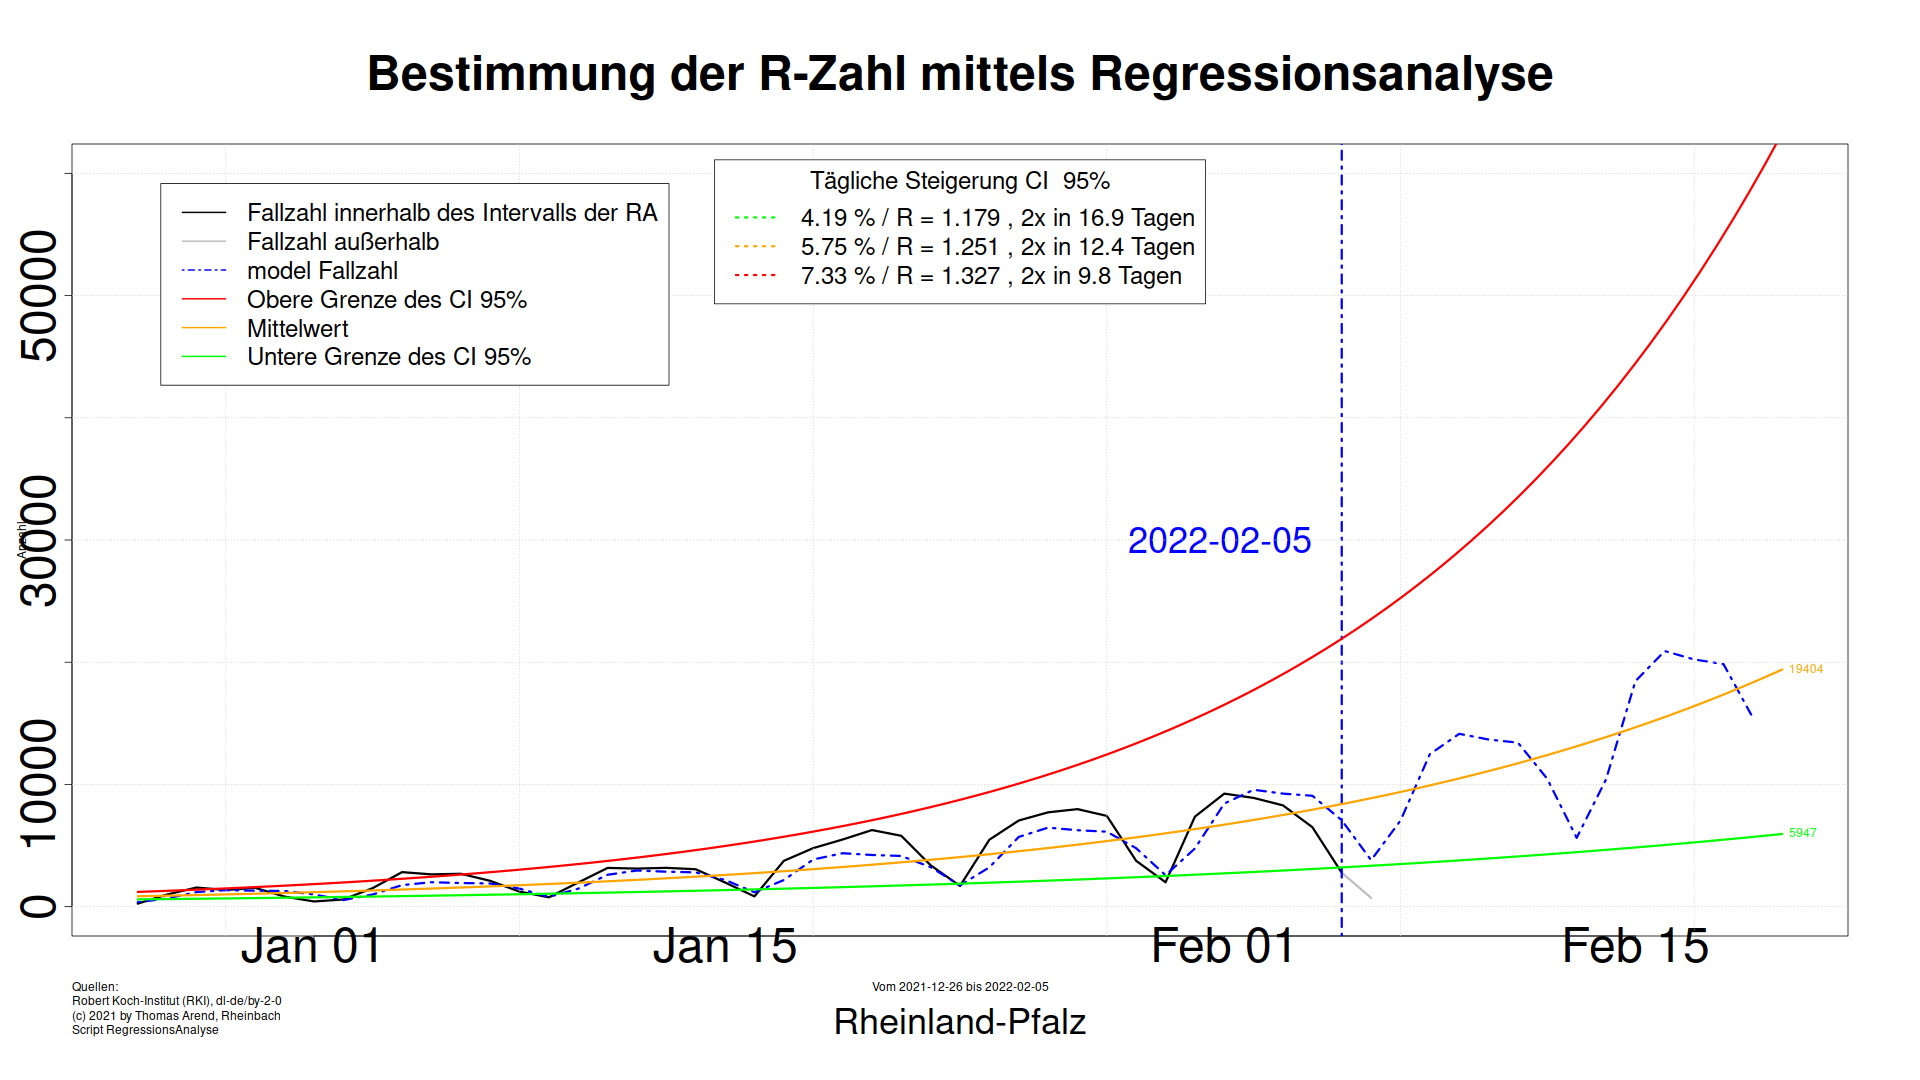 Bestimmung der R-Zahl mittels Regressionsanalyse
Fallzahl innerhalb des Intervalls der RA
Fallzahl außerhalb
model Fallzahl
Obere Grenze des CI 95%
Mittelwert
Untere Grenze des CI 95%
Tägliche Steigerung CI  95%
4.19 % / R = 1.179 , 2x in 16.9 Tagen
5.75 % / R = 1.251 , 2x in 12.4 Tagen
7.33 % / R = 1.327 , 2x in 9.8 Tagen
50000
30000
10000
0
Anzahl
2022-02-05
19404
5947
Jan 01
Jan 15
Feb 01
Feb 15
Quellen:
Robert Koch-Institut (RKI), dl-de/by-2-0
(c) 2021 by Thomas Arend, Rheinbach
Script RegressionsAnalyse
Vom 2021-12-26 bis 2022-02-05
Rheinland-Pfalz